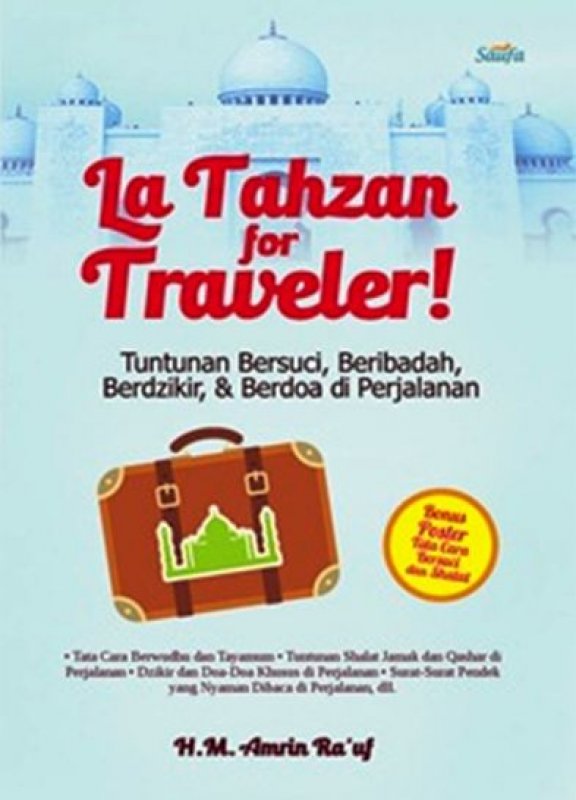 Saufa
La Tahzan
for
Traveler!
Tuntunan Bersuci, Beribadah,
Berdzikir, & Berdoa di Perjalanan
Bonus
Poster
Tata Cara
Bersuci
dan Shalat
• Tata Cara Berwudhu dan Tayamum • Tuntunan Shalat Jamak dan Qashar di
Perjalanan • Dzikir dan Doa-Doa Khusus di Perjalanan • Surat-Surat Pendek
yang Nyaman Dibaca di Perjalanan, dll.
H.M. Amrin Ra'uf